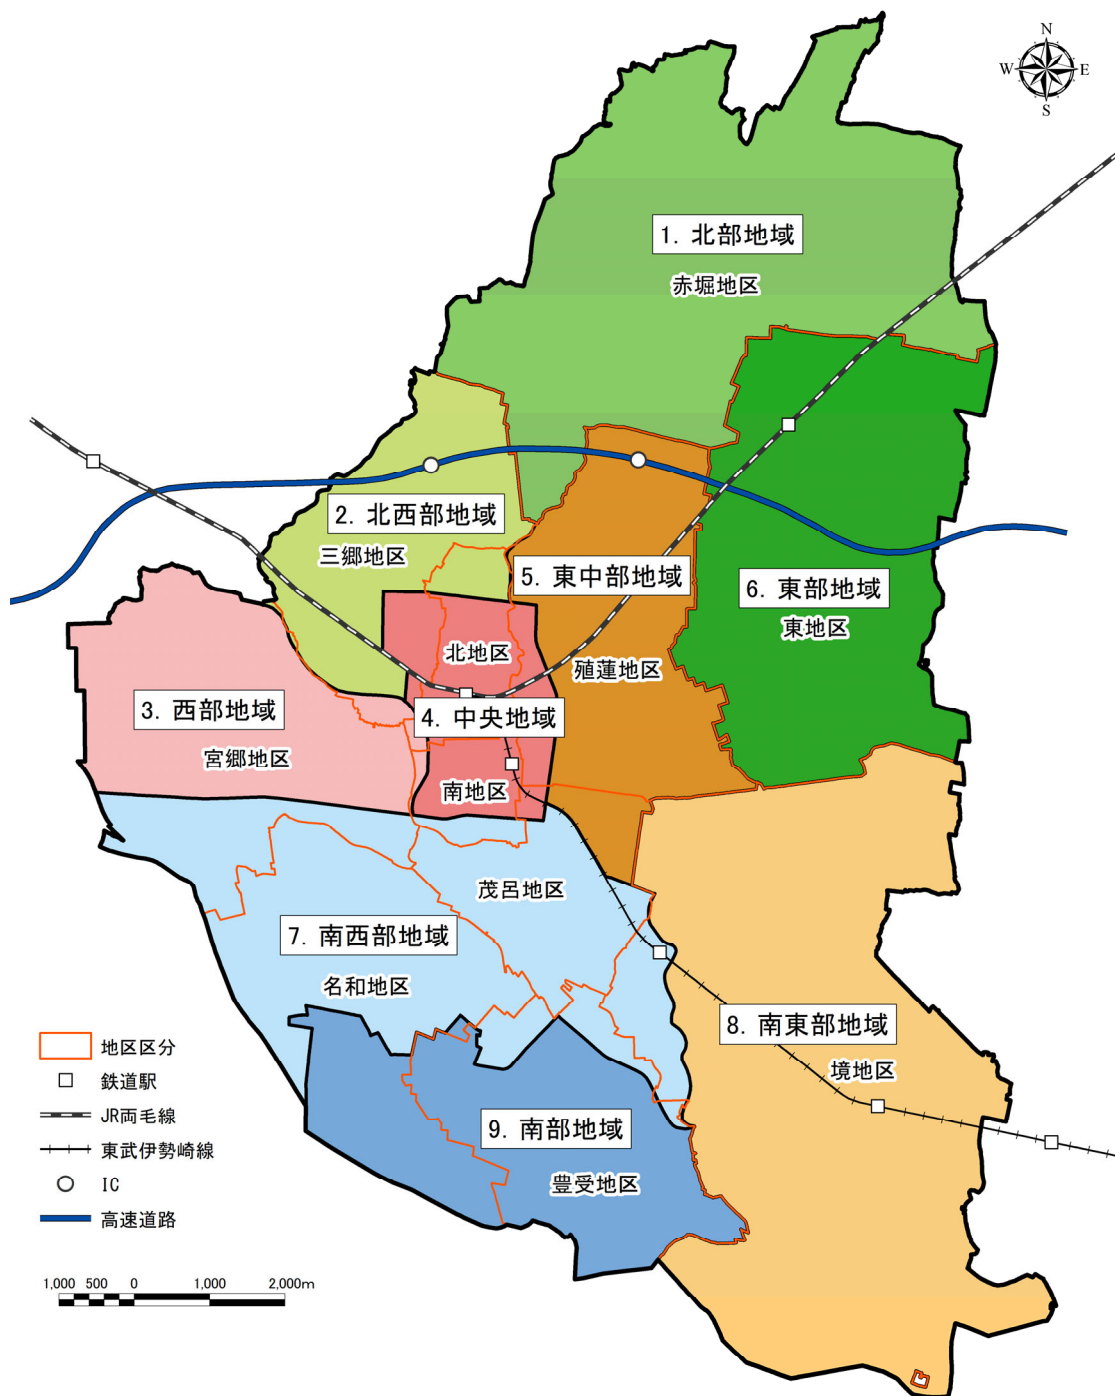 N
W E
S
1. 北部地域
赤堀地区
2. 北西部地域
三郷地区
5. 東中部地域
6. 東部地域
東地区
北地区
殖蓮地区
3. 西部地域
宮郷地区
4. 中央地域
南地区
茂呂地区
7. 南西部地域
名和地区
8. 南東部地域
境地区
9. 南部地域
豊受地区
地区区分
鉄道駅
JR両毛線
東武伊勢崎線
IC
高速道路
1,000 500 0 1,000 2,000m